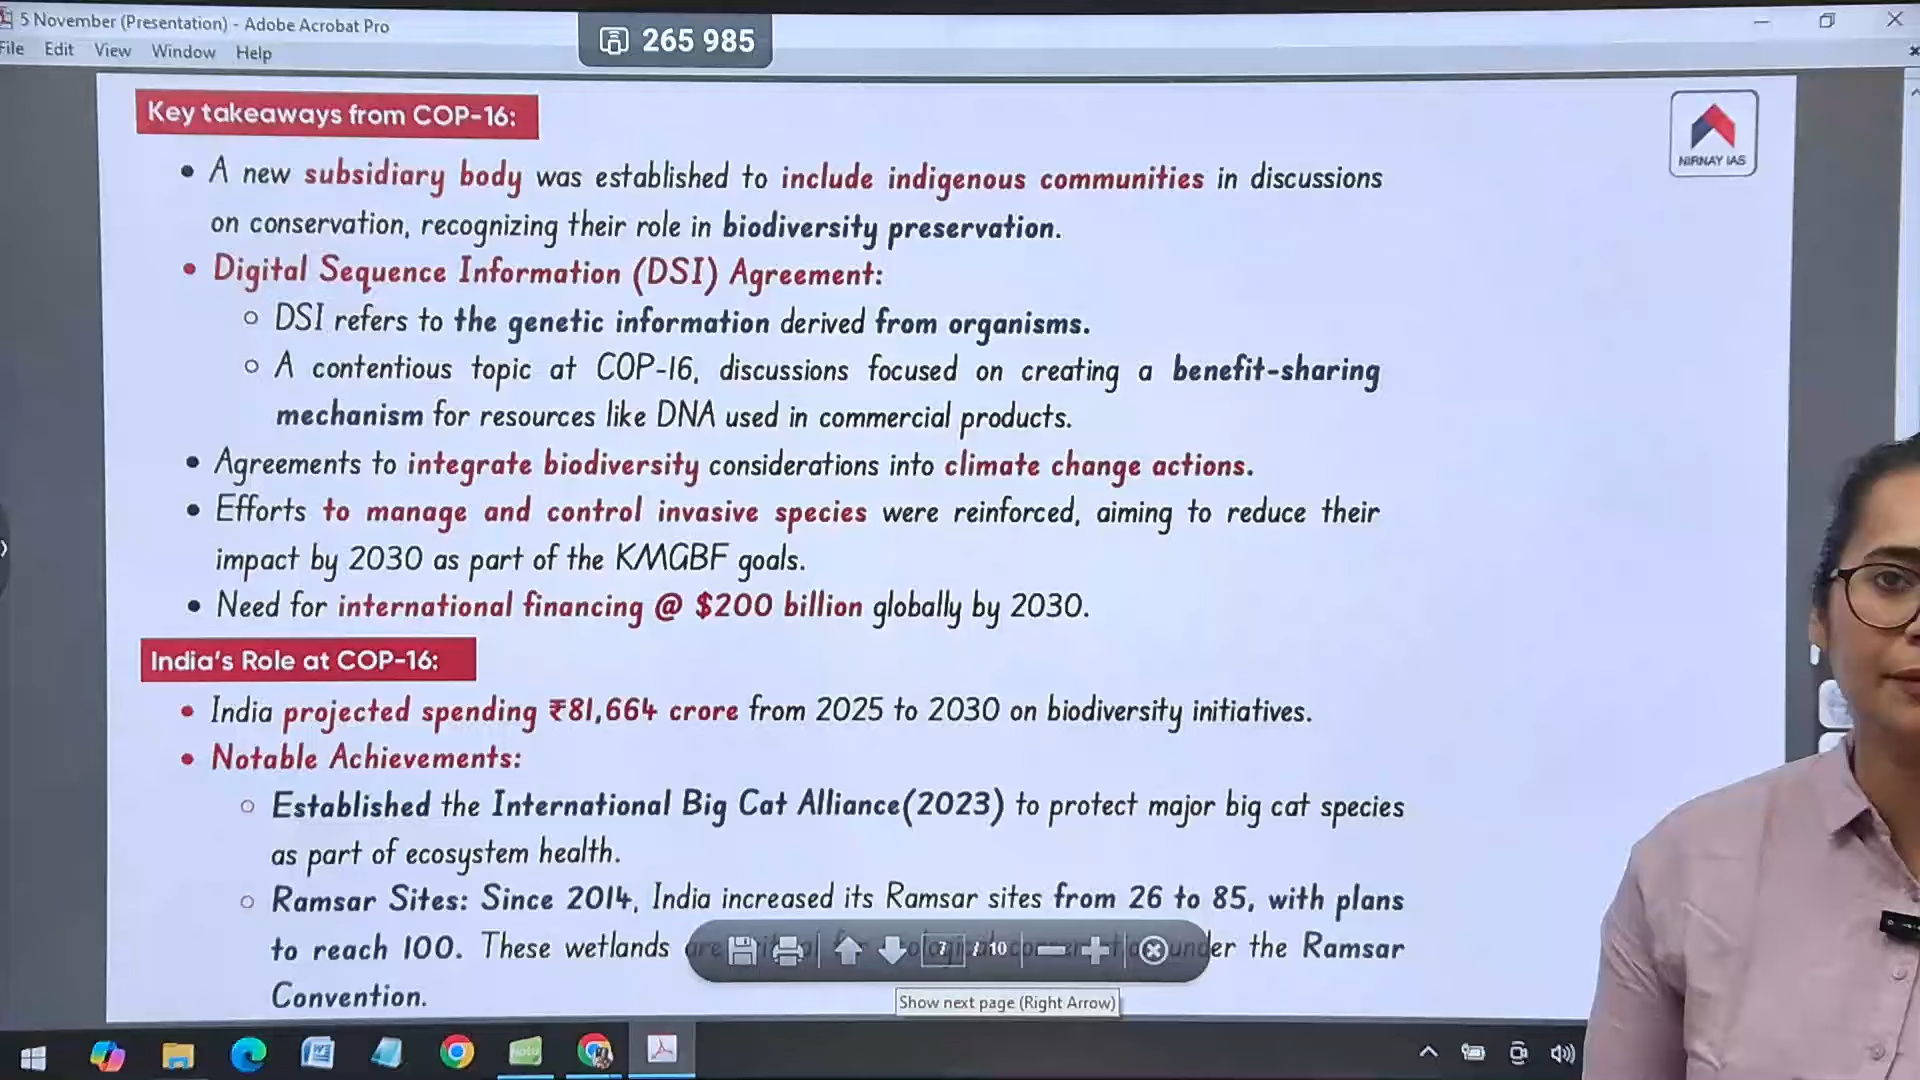 5 November (Presentation) - Adobe Acrobat Pro
File Edit View Window Help
265 985
Key takeaways from COP-16:
NIRNAY IAS
• A new subsidiary body was established to include indigenous communities in discussions
on conservation, recognizing their role in biodiversity preservation.
• Digital Sequence Information (DSI) Agreement:
○ DSI refers to the genetic information derived from organisms.
○ A contentious topic at COP-16, discussions focused on creating a benefit-sharing
mechanism for resources like DNA used in commercial products.
• Agreements to integrate biodiversity considerations into climate change actions.
• Efforts to manage and control invasive species were reinforced, aiming to reduce their
impact by 2030 as part of the KMGBF goals.
• Need for international financing @ $200 billion globally by 2030.
India's Role at COP-16:
• India projected spending ₹81,664 crore from 2025 to 2030 on biodiversity initiatives.
• Notable Achievements:
○ Established the International Big Cat Alliance(2023) to protect major big cat species
as part of ecosystem health.
○ Ramsar Sites: Since 2014, India increased its Ramsar sites from 26 to 85, with plans
to reach 100. These wetlands are under the Ramsar
Convention.
7 / 10
Show next page (Right Arrow)